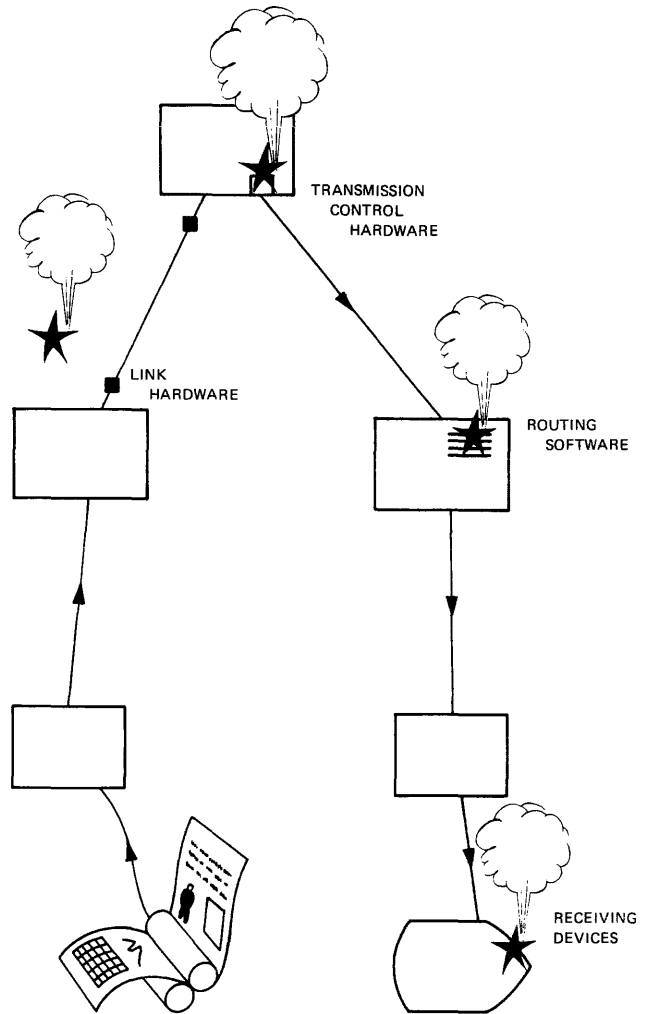 TRANSMISSION
CONTROL
HARDWARE
LINK
HARDWARE
ROUTING
SOFTWARE
RECEIVING
DEVICES